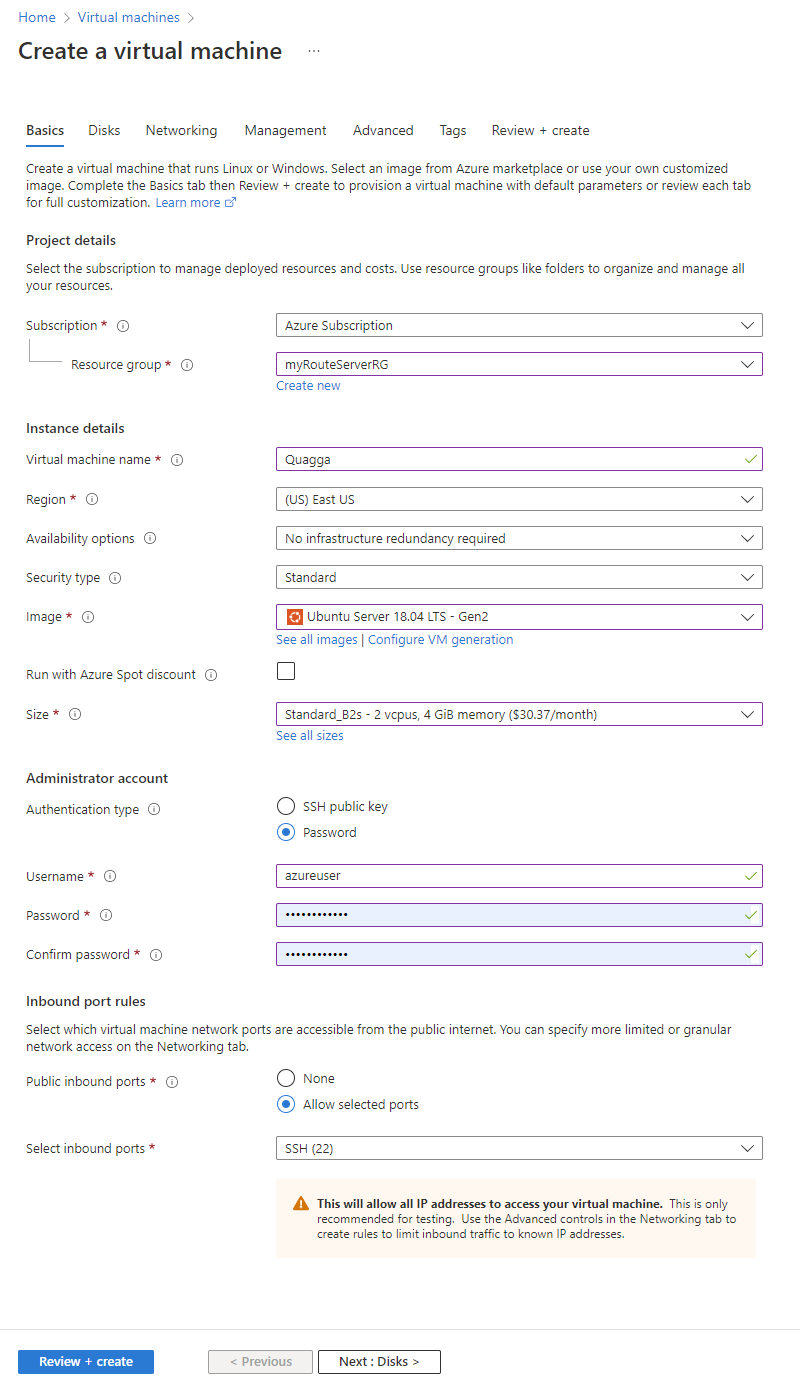 Home > Virtual machines >
Create a virtual machine ...
Basics Disks Networking Management Advanced Tags Review + create
Create a virtual machine that runs Linux or Windows. Select an image from Azure marketplace or use your own customized
image. Complete the Basics tab then Review + create to provision a virtual machine with default parameters or review each tab
for full customization. Learn more
Project details
Select the subscription to manage deployed resources and costs. Use resource groups like folders to organize and manage all
your resources.
Subscription * Azure Subscription
Resource group * myRouteServerRG
Create new
Instance details
Virtual machine name * Quagga
Region * (US) East US
Availability options No infrastructure redundancy required
Security type Standard
Image * Ubuntu Server 18.04 LTS - Gen2
See all images | Configure VM generation
Run with Azure Spot discount
Size * Standard_B2s - 2 vcpus, 4 GiB memory ($30.37/month)
See all sizes
Administrator account
Authentication type SSH public key
Password
Username * azureuser
Password * ••••••••••••
Confirm password * ••••••••••••
Inbound port rules
Select which virtual machine network ports are accessible from the public internet. You can specify more limited or granular
network access on the Networking tab.
Public inbound ports * None
Allow selected ports
Select inbound ports * SSH (22)
This will allow all IP addresses to access your virtual machine. This is only
recommended for testing. Use the Advanced controls in the Networking tab to
create rules to limit inbound traffic to known IP addresses.
Review + create < Previous Next : Disks >